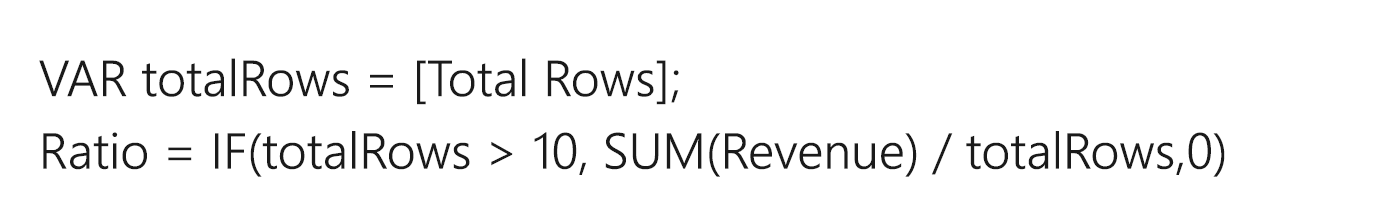 VAR totalRows = [Total Rows];
Ratio = IF(totalRows > 10, SUM(Revenue) / totalRows,0)